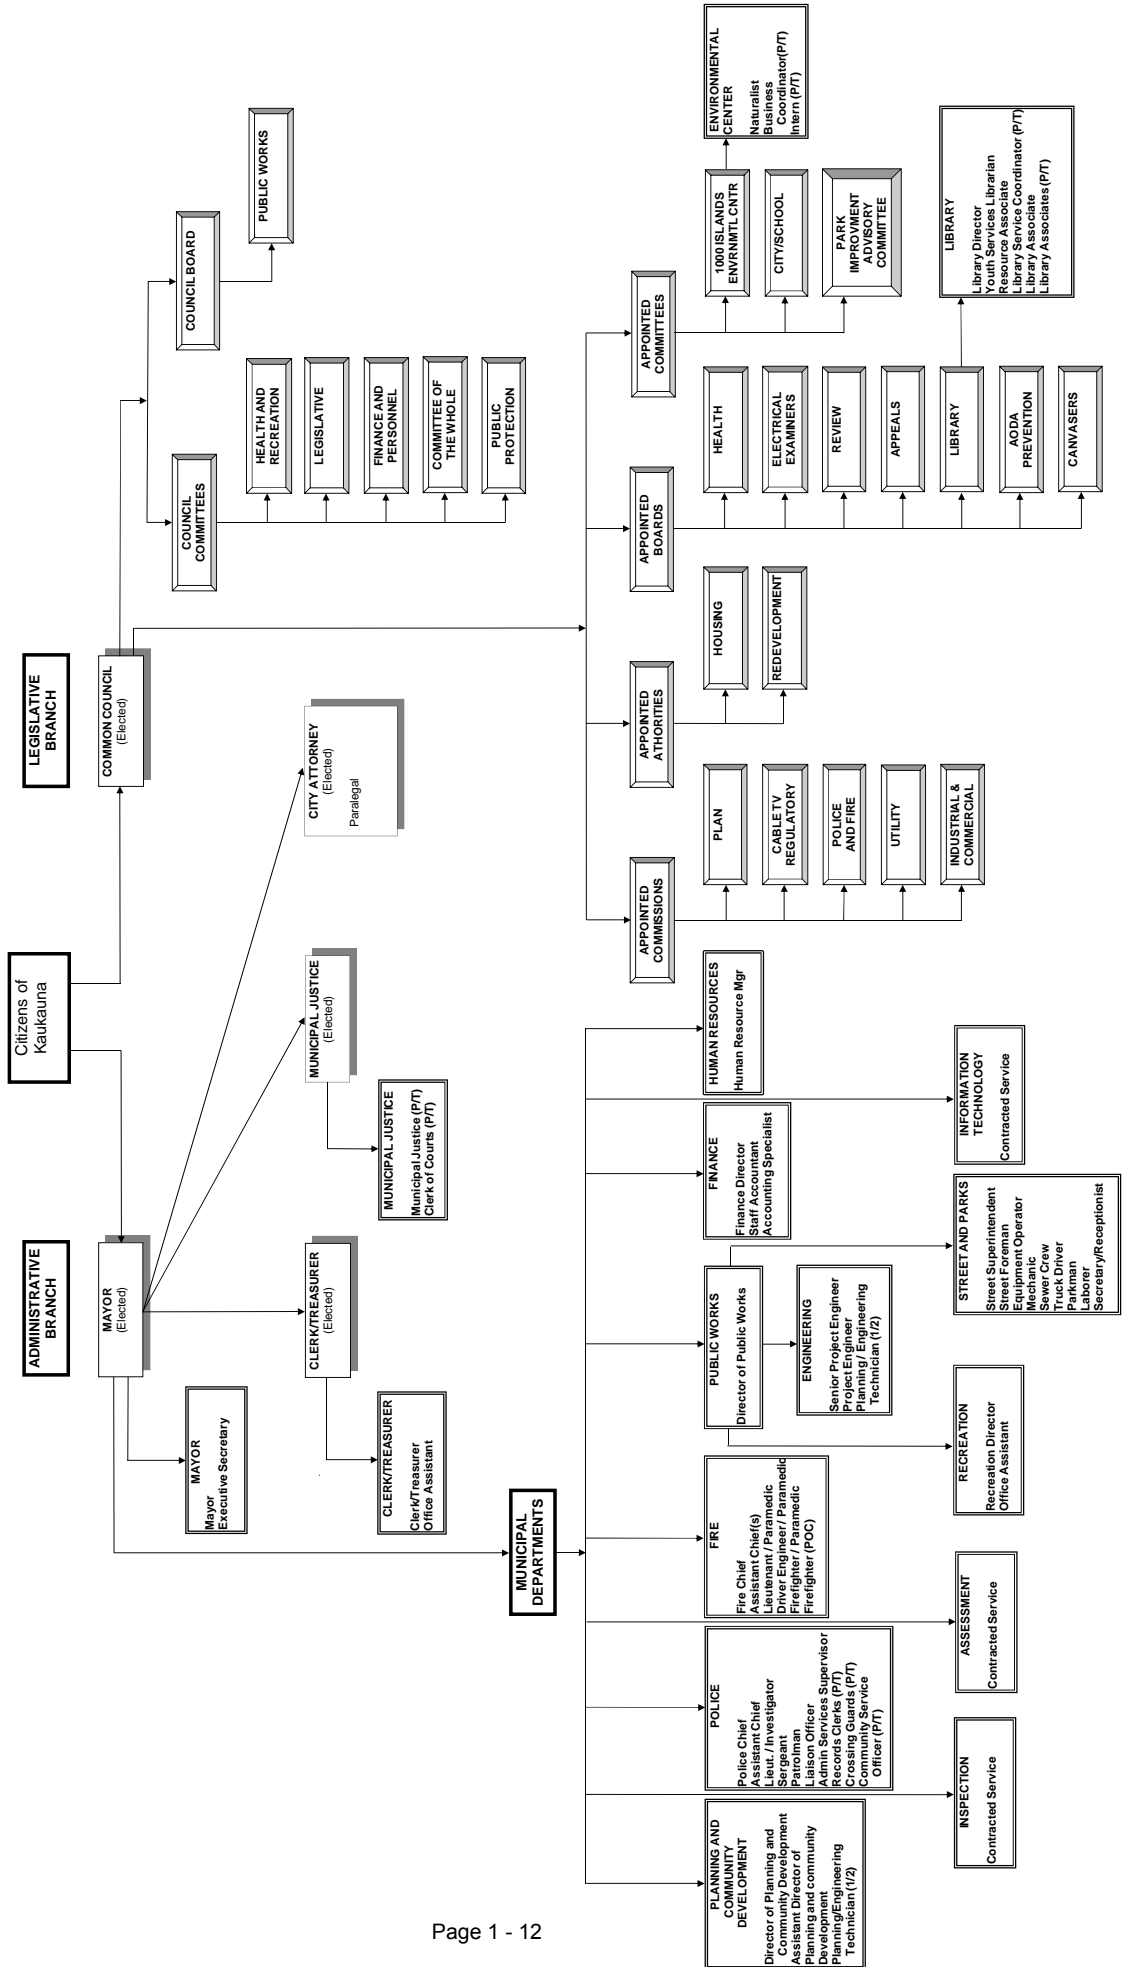 Citizens of
Kaukauna
ADMINISTRATIVE
BRANCH
LEGISLATIVE
BRANCH
MAYOR
(Elected)
COMMON COUNCIL
(Elected)
MAYOR
Mayor
Executive Secretary
CLERK/TREASURER
(Elected)
MUNICIPAL JUSTICE
(Elected)
CITY ATTORNEY
(Elected)
Paralegal
CLERK/TREASURER
Clerk/Treasurer
Office Assistant
MUNICIPAL JUSTICE
Municipal Justice (P/T)
Clerk of Courts (P/T)
COUNCIL
COMMITTEES
HEALTH AND
RECREATION
LEGISLATIVE
FINANCE AND
PERSONNEL
COMMITTEE OF
THE WHOLE
PUBLIC
PROTECTION
COUNCIL BOARD
PUBLIC WORKS
MUNICIPAL
DEPARTMENTS
PLANNING AND
COMMUNITY
DEVELOPMENT
Director of Planning and
Community Development
Assistant Director of
Planning and community
Development
Planning/Engineering
Technician (1/2)
POLICE
Police Chief
Assistant Chief
Lieut. / Investigator
Sergeant
Patrolman
Liaison Officer
Admin Services Supervisor
Records Clerks (P/T)
Crossing Guards (P/T)
Community Service
Officer (P/T)
FIRE
Fire Chief
Assistant Chief(s)
Lieutenant / Paramedic
Driver Engineer / Paramedic
Firefighter / Paramedic
Firefighter (POC)
PUBLIC WORKS
Director of Public Works
ENGINEERING
Senior Project Engineer
Project Engineer
Planning / Engineering
Technician (1/2)
FINANCE
Finance Director
Staff Accountant
Accounting Specialist
HUMAN RESOURCES
Human Resource Mgr
INSPECTION
Contracted Service
ASSESSMENT
Contracted Service
RECREATION
Recreation Director
Office Assistant
STREET AND PARKS
Street Superintendent
Street Foreman
Equipment Operator
Mechanic
Sewer Crew
Truck Driver
Parkman
Laborer
Secretary/Receptionist
INFORMATION
TECHNOLOGY
Contracted Service
APPOINTED
COMMISSIONS
PLAN
CABLE TV
REGULATORY
POLICE
AND FIRE
UTILITY
INDUSTRIAL &
COMMERCIAL
APPOINTED
ATHORITIES
HOUSING
REDEVELOPMENT
APPOINTED
BOARDS
HEALTH
ELECTRICAL
EXAMINERS
REVIEW
APPEALS
LIBRARY
AODA
PREVENTION
CANVASERS
APPOINTED
COMMITTEES
1000 ISLANDS
ENVRNMTL CNTR
CITY/SCHOOL
PARK
IMPROVMENT
ADVISORY
COMMITTEE
ENVIRONMENTAL
CENTER
Naturalist
Business
Coordinator(P/T)
Intern (P/T)
LIBRARY
Library Director
Youth Services Librarian
Resource Associate
Library Service Coordinator (P/T)
Library Associate
Library Associates (P/T)
Page 1 - 12